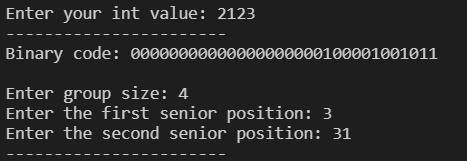 Enter your int value: 2123
-----------------------
Binary code: 00000000000000000000100001001011
Enter group size: 4
Enter the first senior position: 3
Enter the second senior position: 31
-----------------------